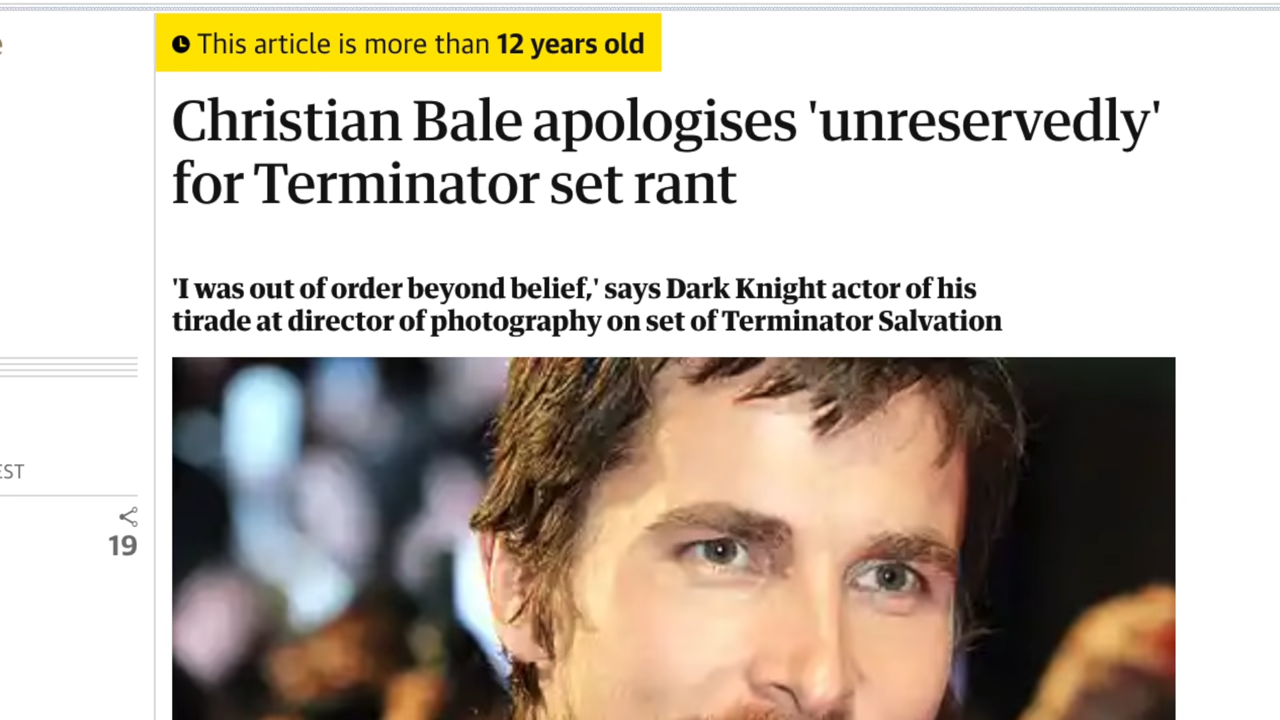 This article is more than 12 years old
Christian Bale apologises 'unreservedly'
for Terminator set rant
'I was out of order beyond belief,' says Dark Knight actor of his
tirade at director of photography on set of Terminator Salvation
EST
19